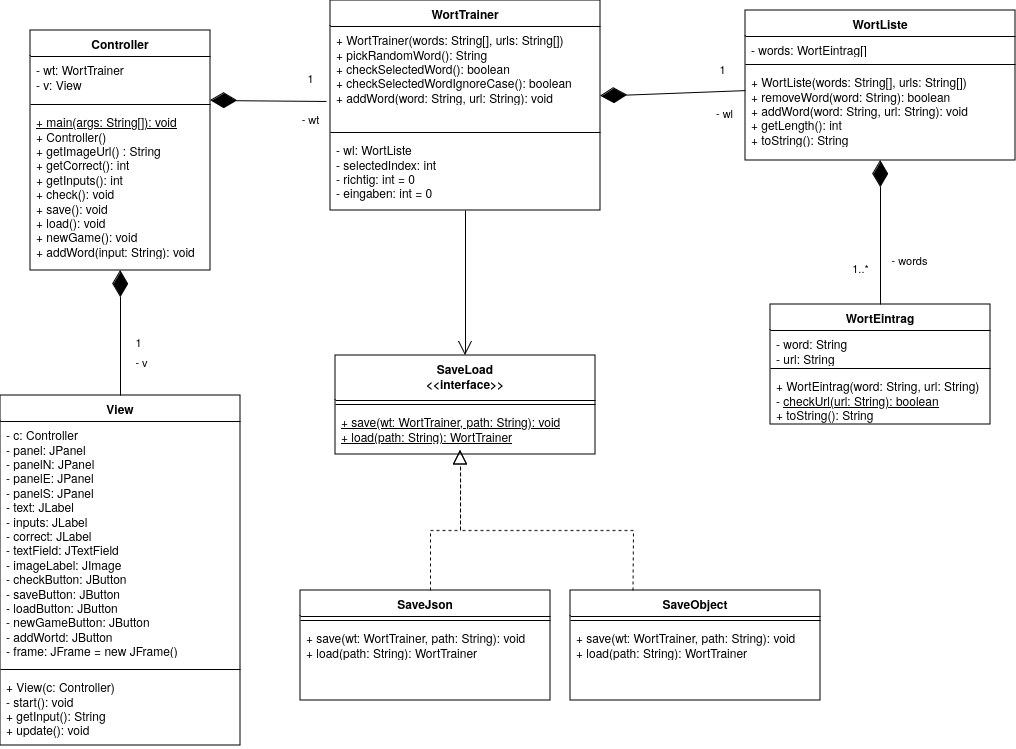 Controller
- wt: WortTrainer
- v: View
+ main(args: String[]): void
+ Controller()
+ getImageUrl() : String
+ getCorrect(): int
+ getInputs(): int
+ check(): void
+ save(): void
+ load(): void
+ newGame(): void
+ addWord(input: String): void
1
- wt
WortTrainer
+ WortTrainer(words: String[], urls: String[])
+ pickRandomWord(): String
+ checkSelectedWord(): boolean
+ checkSelectedWordIgnoreCase(): boolean
+ addWord(word: String, url: String): void
- wl: WortListe
- selectedIndex: int
- richtig: int = 0
- eingaben: int = 0
1
- wl
WortListe
- words: WortEintrag[]
+ WortListe(words: String[], urls: String[])
+ removeWord(word: String): boolean
+ addWord(word: String, url: String): void
+ getLength(): int
+ toString(): String
1..*
- words
WortEintrag
- word: String
- url: String
+ WortEintrag(word: String, url: String)
- checkUrl(url: String): boolean
+ toString(): String
1
- v
View
- c: Controller
- panel: JPanel
- panelN: JPanel
- panelE: JPanel
- panelS: JPanel
- text: JLabel
- inputs: JLabel
- correct: JLabel
- textField: JTextField
- imageLabel: JImage
- checkButton: JButton
- saveButton: JButton
- loadButton: JButton
- newGameButton: JButton
- addWortd: JButton
- frame: JFrame = new JFrame()
+ View(c: Controller)
- start(): void
+ getInput(): String
+ update(): void
SaveLoad
<<interface>>
+ save(wt: WortTrainer, path: String): void
+ load(path: String): WortTrainer
SaveJson
+ save(wt: WortTrainer, path: String): void
+ load(path: String): WortTrainer
SaveObject
+ save(wt: WortTrainer, path: String): void
+ load(path: String): WortTrainer